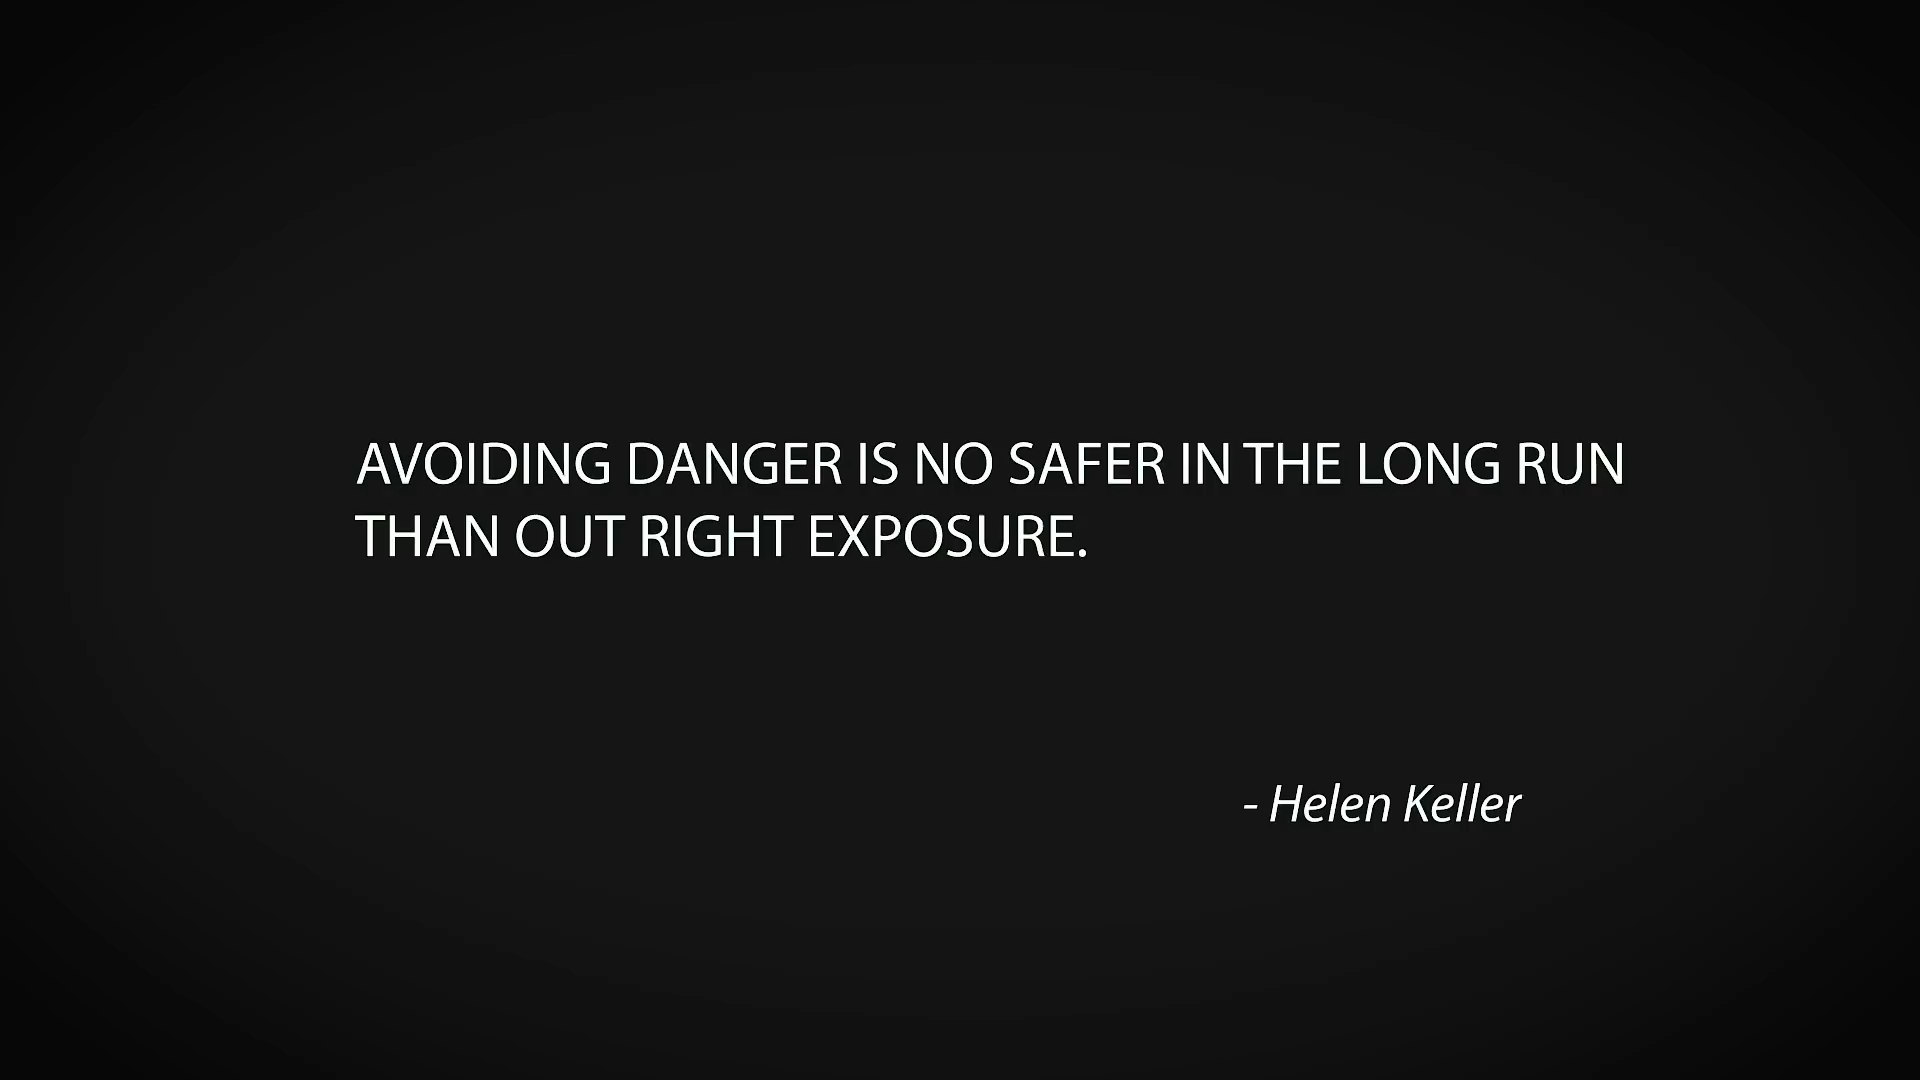 AVOIDING DANGER IS NO SAFER IN THE LONG RUN
THAN OUT RIGHT EXPOSURE.
- Helen Keller